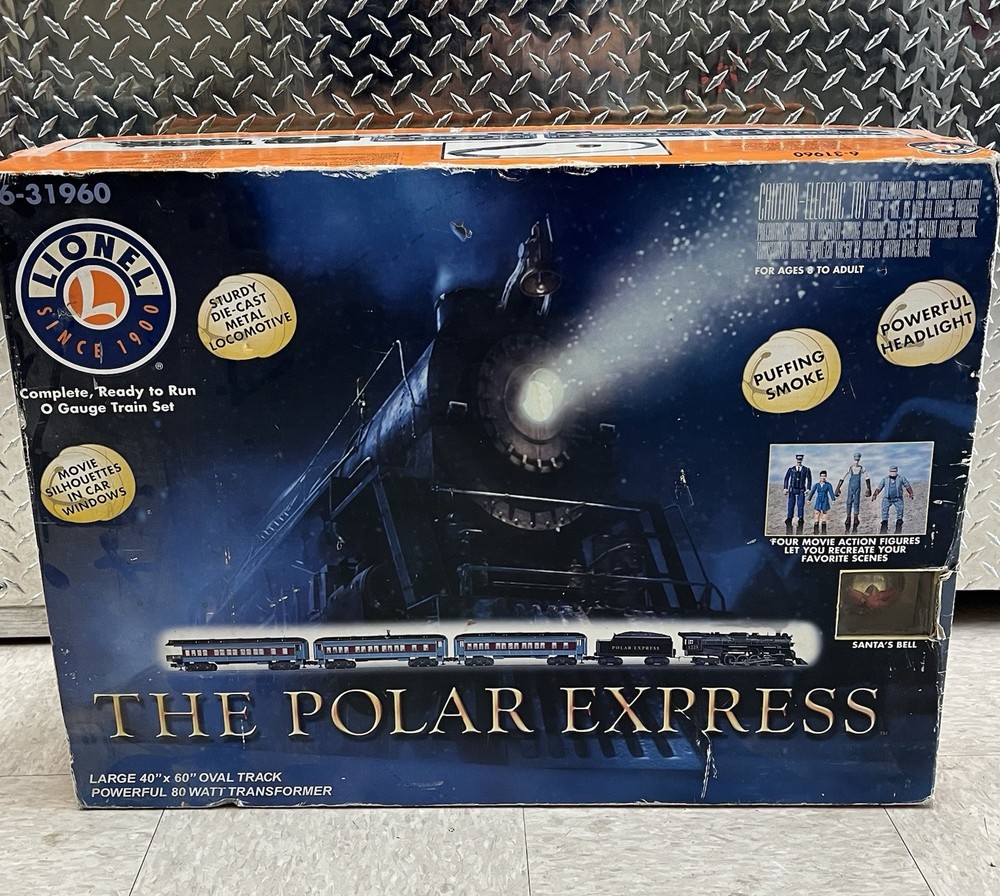 6-31960
6-31960
LIONEL
L
SINCE 1900
®
Complete, Ready to Run
O Gauge Train Set
STURDY
DIE-CAST
METAL
LOCOMOTIVE
MOVIE
SILHOUETTES
IN CAR
WINDOWS
CAUTION-ELECTRIC TOY
FOR AGES 8 TO ADULT
POWERFUL
HEADLIGHT
PUFFING
SMOKE
FOUR MOVIE ACTION FIGURES
LET YOU RECREATE YOUR
FAVORITE SCENES
SANTA'S BELL
POLAR EXPRESS
THE POLAR EXPRESS
LARGE 40" x 60" OVAL TRACK
POWERFUL 80 WATT TRANSFORMER